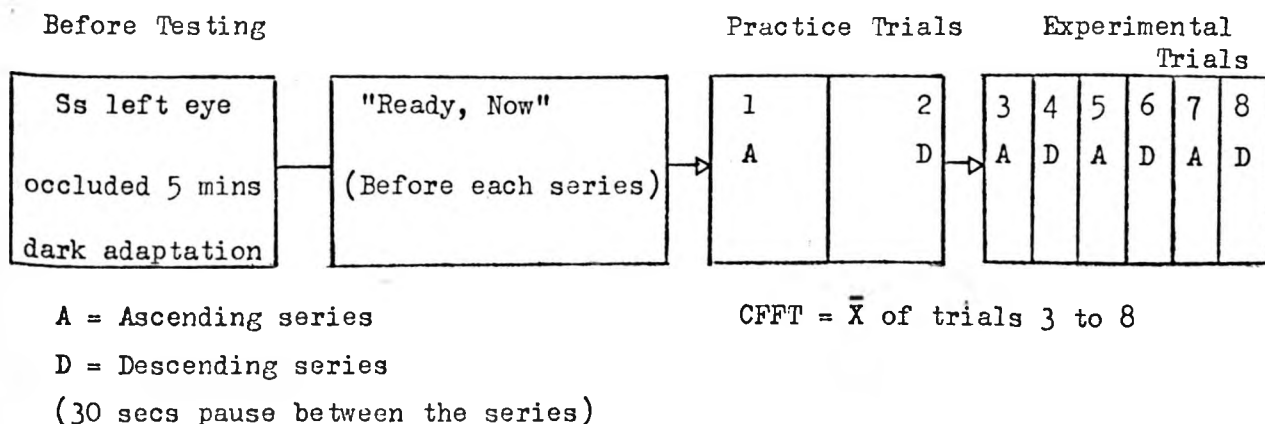 Before Testing
Practice Trials
Experimental
Trials
Ss left eye
occluded 5 mins
dark adaptation
"Ready, Now"
(Before each series)
1 2
A D
3 4 5 6 7 8
A D A D A D
A = Ascending series
D = Descending series
(30 secs pause between the series)
CFFT = X̄ of trials 3 to 8